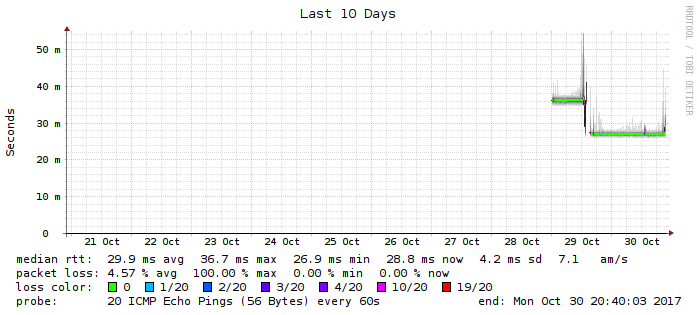 Last 10 Days
RRDTOOL / TOBI OETIKER
Seconds
50 m
40 m
30 m
20 m
10 m
0
21 Oct 22 Oct 23 Oct 24 Oct 25 Oct 26 Oct 27 Oct 28 Oct 29 Oct 30 Oct
median rtt: 29.9 ms avg 36.7 ms max 26.9 ms min 28.8 ms now 4.2 ms sd 7.1 am/s
packet loss: 4.57 % avg 100.00 % max 0.00 % min 0.00 % now
loss color: 0 1/20 2/20 3/20 4/20 10/20 19/20
probe: 20 ICMP Echo Pings (56 Bytes) every 60s end: Mon Oct 30 20:40:03 2017